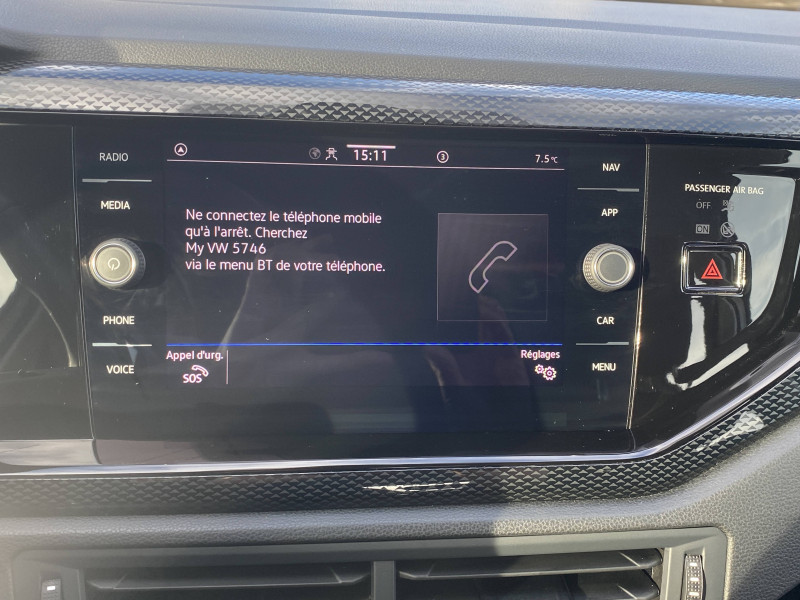 RADIO
MEDIA
PHONE
VOICE
15:11
3
7.5°C
Ne connectez le téléphone mobile
qu'à l'arrêt. Cherchez
My VW 5746
via le menu BT de votre téléphone.
Appel d'urg.
SOS
Réglages
NAV
APP
CAR
MENU
PASSENGER AIR BAG
OFF
ON